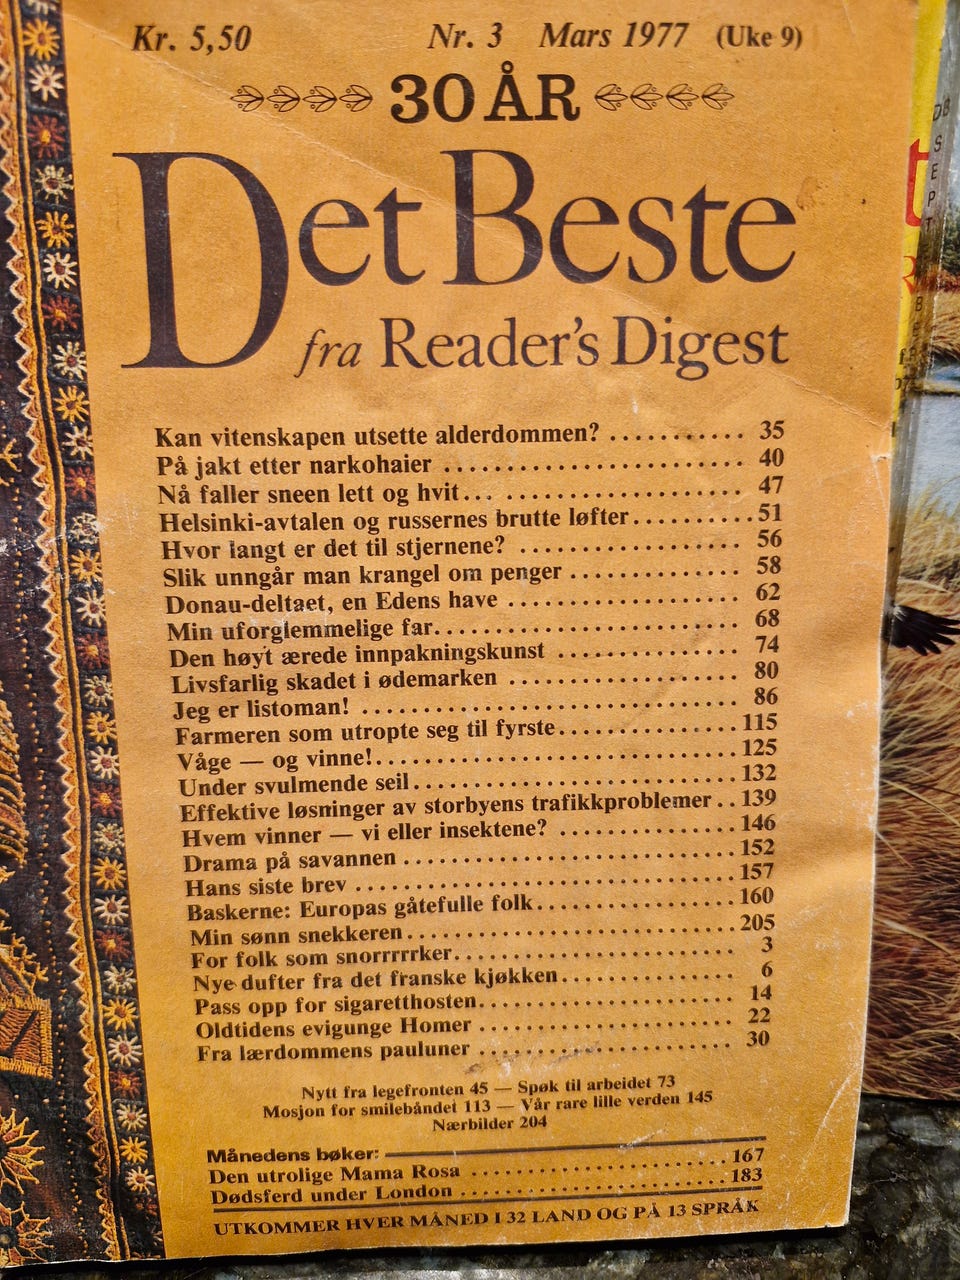 Kr. 5,50 Nr. 3 Mars 1977 (Uke 9)
30 ÅR
Det Beste
fra Reader's Digest
Kan vitenskapen utsette alderdommen? .......... 35
På jakt etter narkohaier .......... 40
Nå faller sneen lett og hvit... .......... 47
Helsinki-avtalen og russernes brutte løfter .......... 51
Hvor langt er det til stjernene? .......... 56
Slik unngår man krangel om penger .......... 58
Donau-deltaet, en Edens have .......... 62
Min uforglemmelige far .......... 68
Den høyt ærede innpakningskunst .......... 74
Livsfarlig skadet i ødemarken .......... 80
Jeg er listoman! .......... 86
Farmeren som utropte seg til fyrste .......... 115
Våge — og vinne! .......... 125
Under svulmende seil .......... 132
Effektive løsninger av storbyens trafikkproblemer .. 139
Hvem vinner — vi eller insektene? .......... 146
Drama på savannen .......... 152
Hans siste brev .......... 157
Baskerne: Europas gåtefulle folk .......... 160
Min sønn snekkeren .......... 205
For folk som snorrrrrker .......... 3
Nye dufter fra det franske kjøkken .......... 6
Pass opp for sigaretthosten .......... 14
Oldtidens evigunge Homer .......... 22
Fra lærdommens pauluner .......... 30
Nytt fra legefronten 45 — Spøk til arbeidet 73
Mosjon for smilebåndet 113 — Vår rare lille verden 145
Nærbilder 204
Månedens bøker:
Den utrolige Mama Rosa .......... 167
Dødsferd under London .......... 183
UTKOMMER HVER MÅNED I 32 LAND OG PÅ 13 SPRÅK